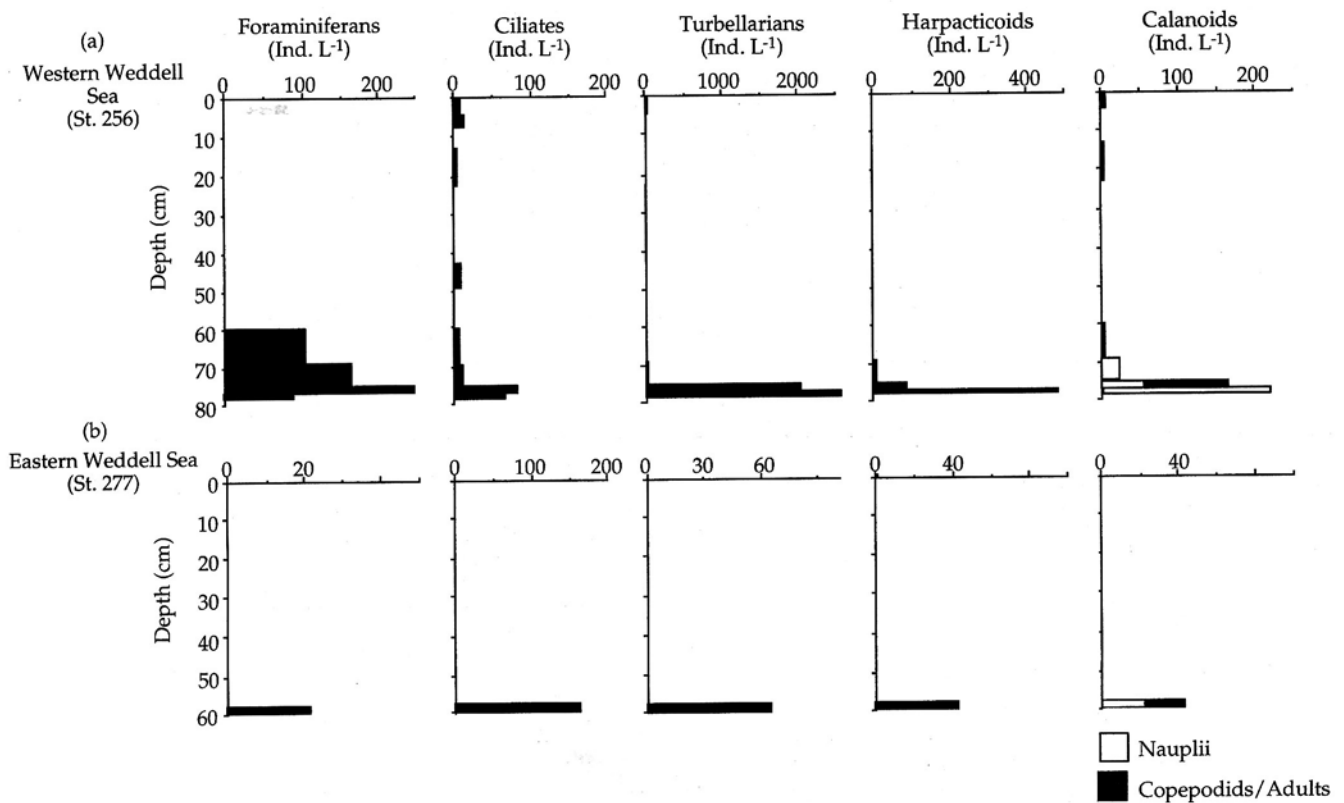 (a)
Western Weddell
Sea
(St. 256)
Foraminiferans
(Ind. L-1)
0 100 200
Ciliates
(Ind. L-1)
0 100 200
Turbellarians
(Ind. L-1)
0 1000 2000
Harpacticoids
(Ind. L-1)
0 200 400
Calanoids
(Ind. L-1)
0 100 200
Depth (cm)
0
10
20
30
40
50
60
70
80
(b)
Eastern Weddell Sea
(St. 277)
0 20
0 100 200
0 30 60
0 40
0 40
Depth (cm)
0
10
20
30
40
50
60
Nauplii
Copepodids/Adults